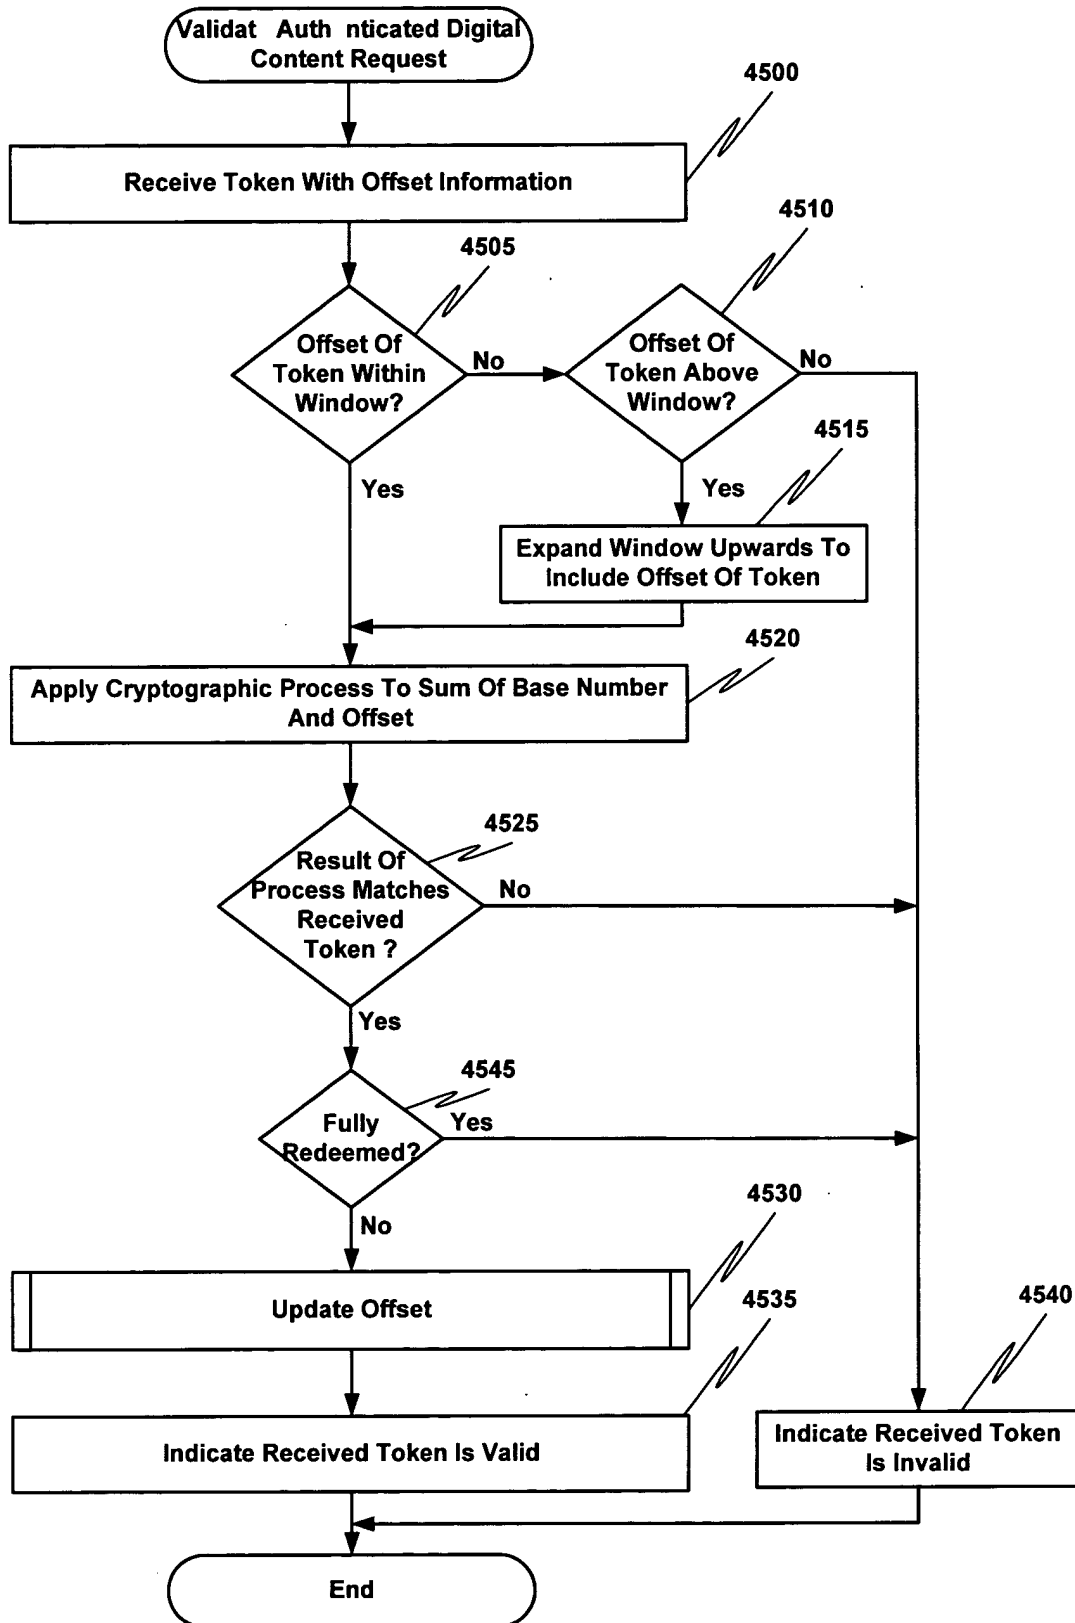 Validat Auth nticated Digital
Content Request
4500
Receive Token With Offset Information
4510
4505
Offset Of
Token Within
Window?
No
Offset Of
Token Above
Window?
No
4515
Yes
Yes
Expand Window Upwards To
Include Offset Of Token
4520
Apply Cryptographic Process To Sum Of Base Number
And Offset
4525
Result Of
Process Matches
Received
Token ?
No
Yes
4545
Fully
Redeemed?
Yes
No
4530
Update Offset
4535
4540
Indicate Received Token Is Valid
Indicate Received Token
Is Invalid
End